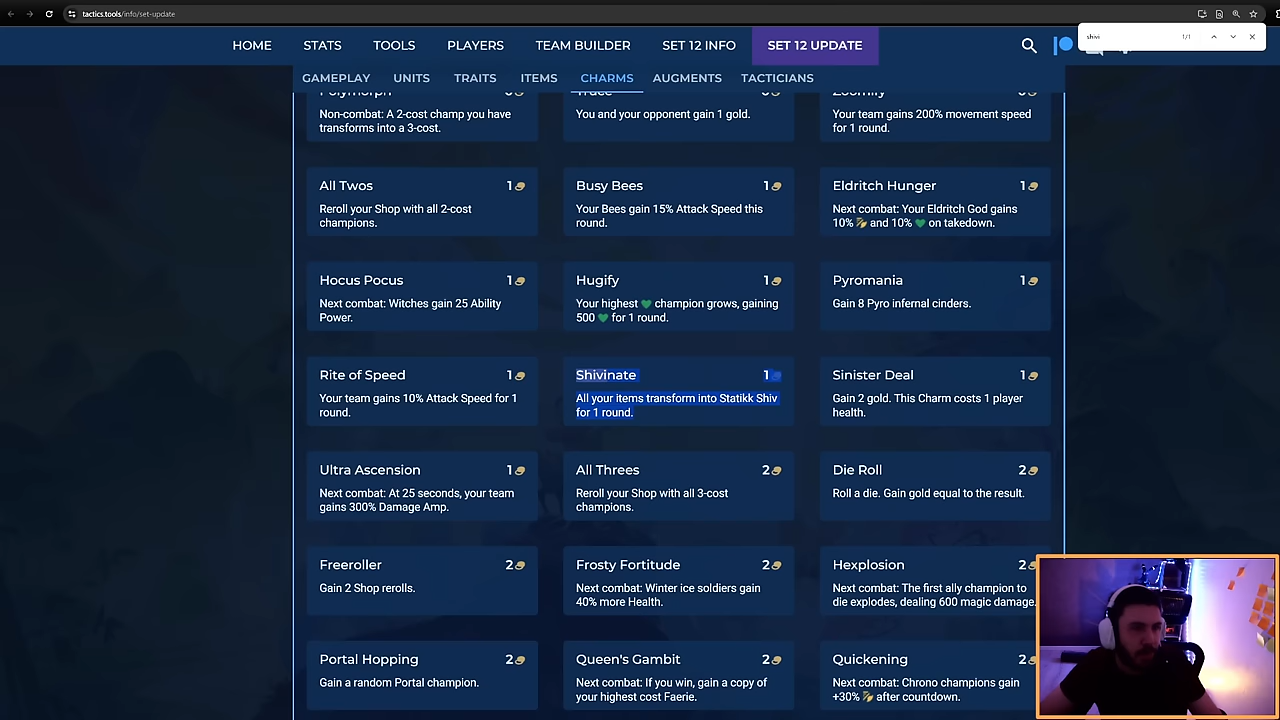 tactics.tools/info/set-update
shivi
1/1
HOME
STATS
TOOLS
PLAYERS
TEAM BUILDER
SET 12 INFO
SET 12 UPDATE
GAMEPLAY
UNITS
TRAITS
ITEMS
CHARMS
AUGMENTS
TACTICIANS
Polymorph
Non-combat: A 2-cost champ you have
transforms into a 3-cost.
You and your opponent gain 1 gold.
Zoomify
Your team gains 200% movement speed
for 1 round.
All Twos 1
Reroll your Shop with all 2-cost
champions.
Busy Bees 1
Your Bees gain 15% Attack Speed this
round.
Eldritch Hunger 1
Next combat: Your Eldritch God gains
10% and 10% on takedown.
Hocus Pocus 1
Next combat: Witches gain 25 Ability
Power.
Hugify 1
Your highest champion grows, gaining
500 for 1 round.
Pyromania 1
Gain 8 Pyro infernal cinders.
Rite of Speed 1
Your team gains 10% Attack Speed for 1
round.
Shivinate 1
All your items transform into Statikk Shiv
for 1 round.
Sinister Deal 1
Gain 2 gold. This Charm costs 1 player
health.
Ultra Ascension 1
Next combat: At 25 seconds, your team
gains 300% Damage Amp.
All Threes 2
Reroll your Shop with all 3-cost
champions.
Die Roll 2
Roll a die. Gain gold equal to the result.
Freeroller 2
Gain 2 Shop rerolls.
Frosty Fortitude 2
Next combat: Winter ice soldiers gain
40% more Health.
Hexplosion 2
Next combat: The first ally champion to
die explodes, dealing 600 magic damage.
Portal Hopping 2
Gain a random Portal champion.
Queen's Gambit 2
Next combat: If you win, gain a copy of
your highest cost Faerie.
Quickening 2
Next combat: Chrono champions gain
+30% after countdown.